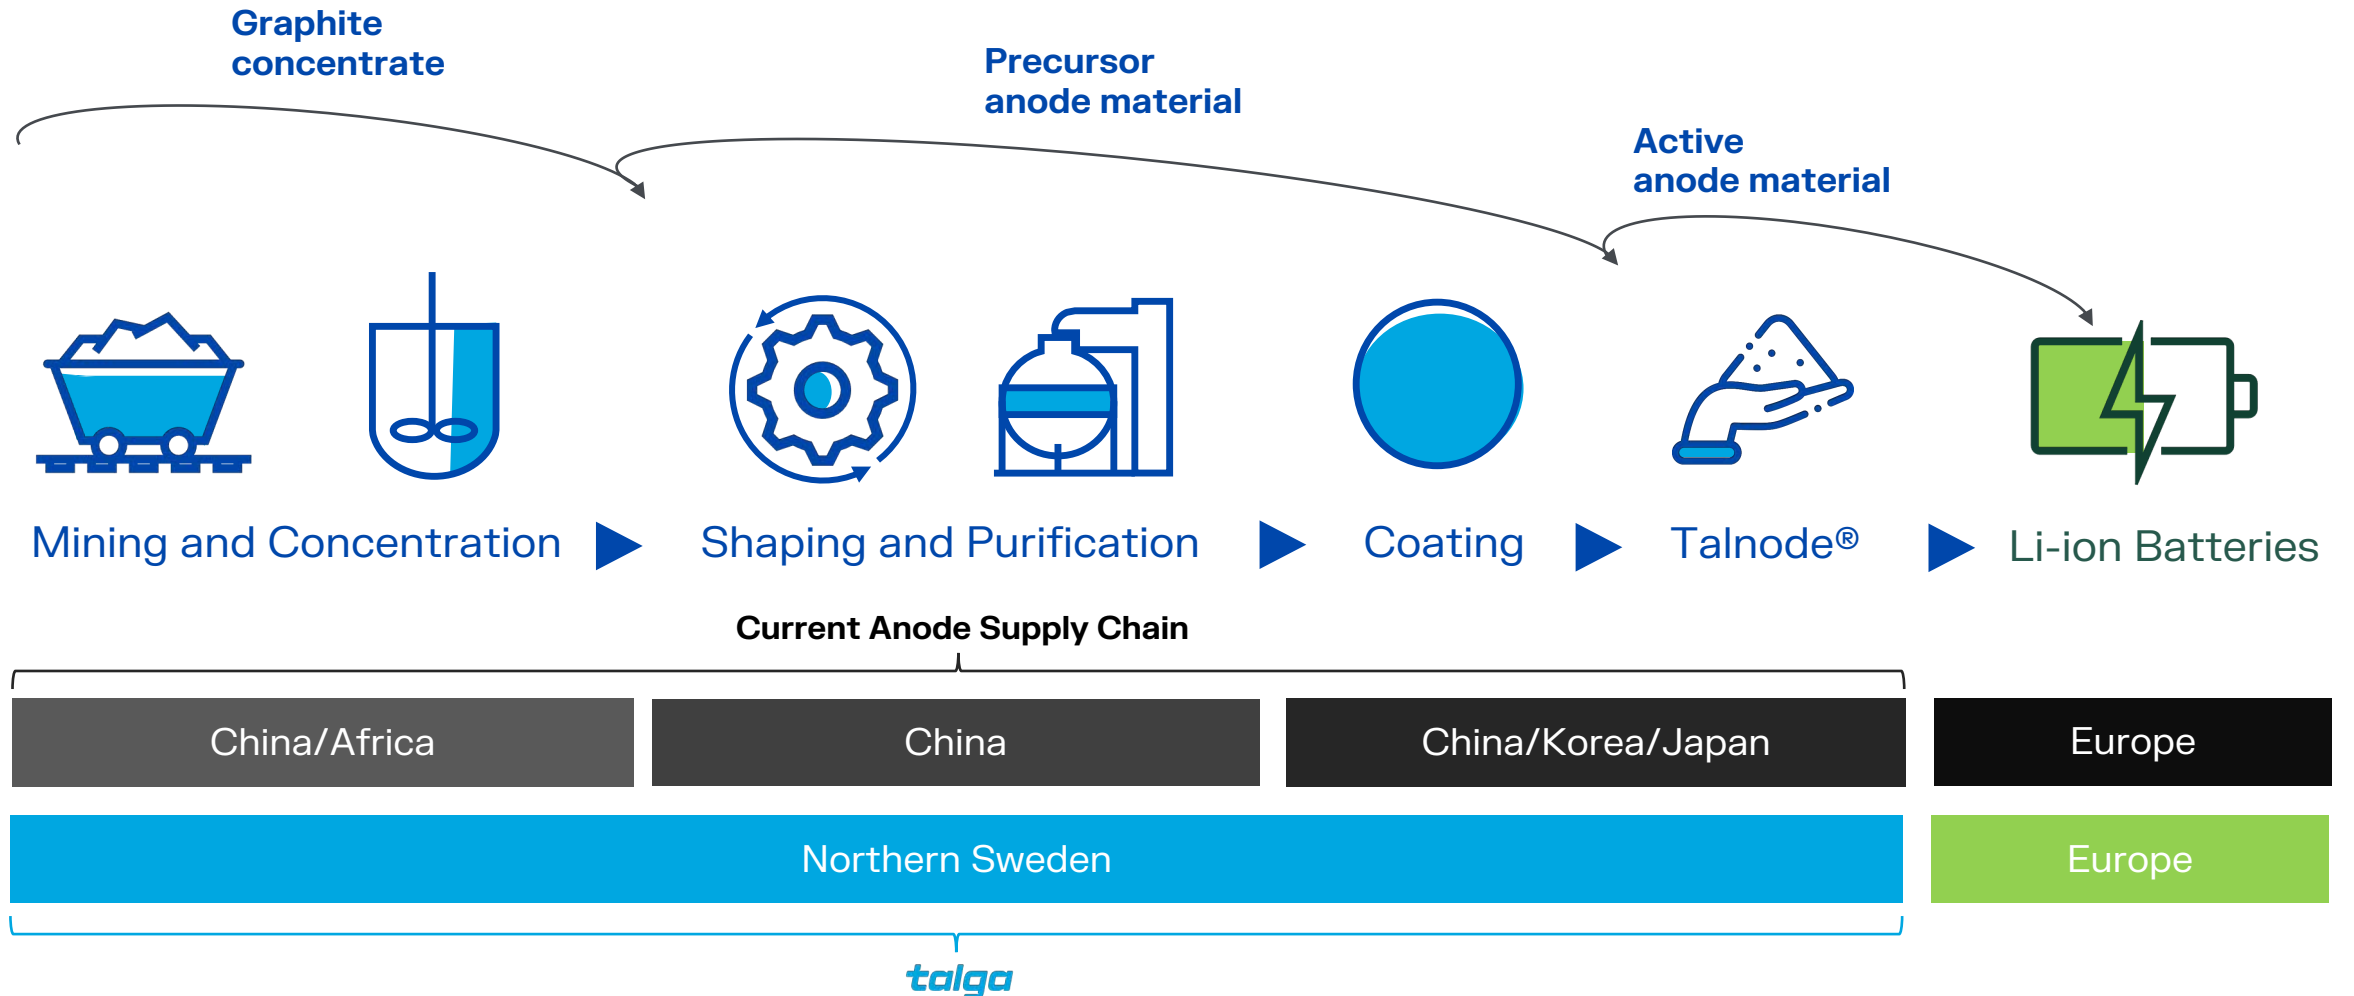 Graphite
concentrate
Precursor
anode material
Active
anode material
Mining and Concentration
Shaping and Purification
Coating
Talnode®
Li-ion Batteries
Current Anode Supply Chain
China/Africa
China
China/Korea/Japan
Europe
Northern Sweden
Europe
talga